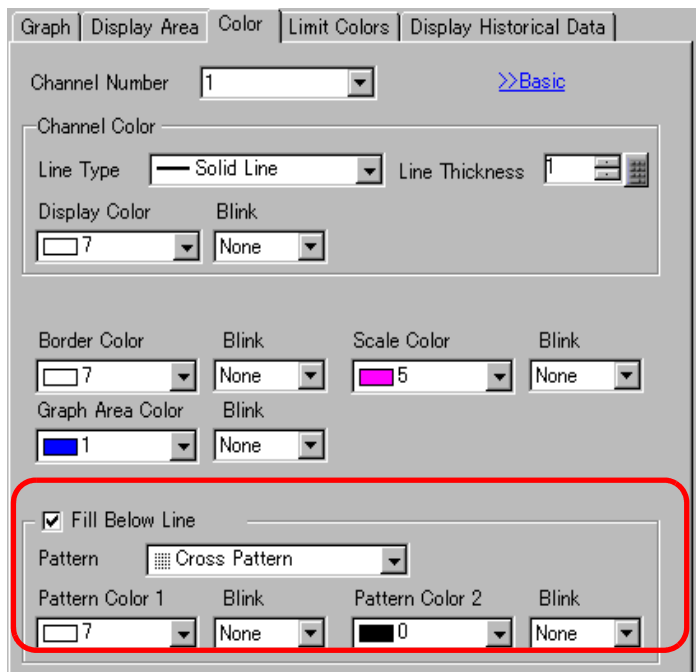 Graph Display Area Color Limit Colors Display Historical Data
Channel Number 1 >>Basic
Channel Color
Line Type Solid Line Line Thickness 1
Display Color Blink
7 None
Border Color Blink Scale Color Blink
7 None 5 None
Graph Area Color Blink
1 None
Fill Below Line
Pattern Cross Pattern
Pattern Color 1 Blink Pattern Color 2 Blink
7 None 0 None